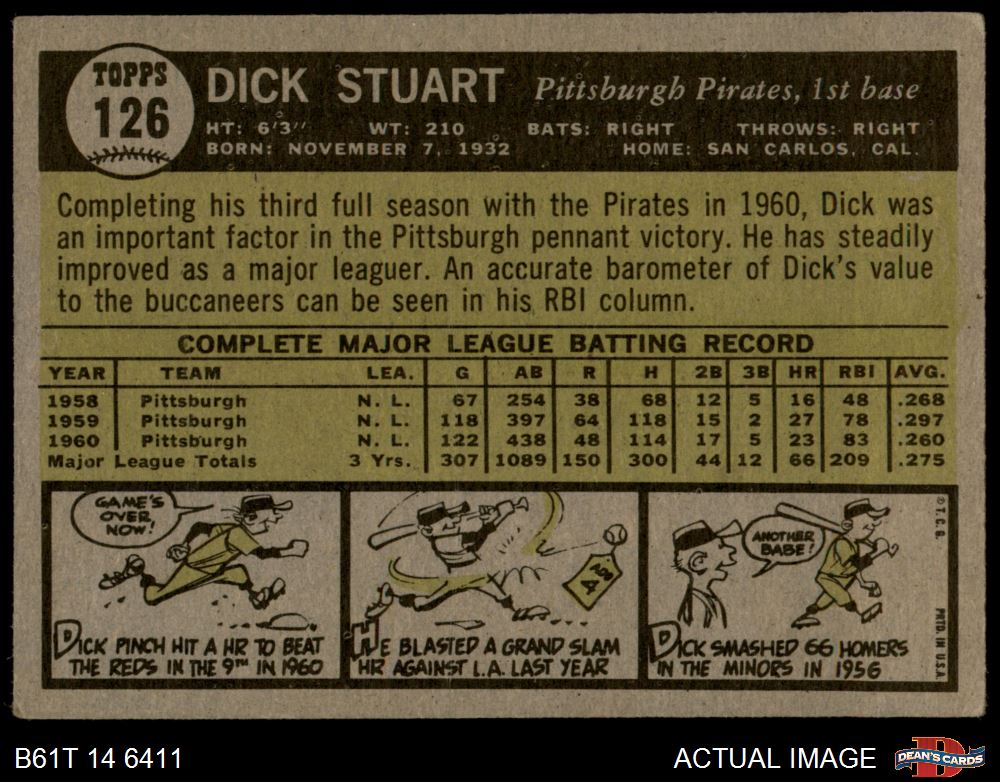 TOPPS
126
DICK STUART Pittsburgh Pirates, 1st base
HT: 6'3" WT: 210 BATS: RIGHT THROWS: RIGHT
BORN: NOVEMBER 7, 1932 HOME: SAN CARLOS, CAL.
Completing his third full season with the Pirates in 1960, Dick was
an important factor in the Pittsburgh pennant victory. He has steadily
improved as a major leaguer. An accurate barometer of Dick's value
to the buccaneers can be seen in his RBI column.
COMPLETE MAJOR LEAGUE BATTING RECORD
YEAR TEAM LEA. G AB R H 2B 3B HR RBI AVG.
1958 Pittsburgh N. L. 67 254 38 68 12 5 16 48 .268
1959 Pittsburgh N. L. 118 397 64 118 15 2 27 78 .297
1960 Pittsburgh N. L. 122 438 48 114 17 5 23 83 .260
Major League Totals 3 Yrs. 307 1089 150 300 44 12 66 209 .275
GAME'S
OVER
NOW!
DICK PINCH HIT A HR TO BEAT
THE REDS IN THE 9TH IN 1960
4
HE BLASTED A GRAND SLAM
HR AGAINST L.A. LAST YEAR
ANOTHER
BABE!
DICK SMASHED 66 HOMERS
IN THE MINORS IN 1956
© T. C. G.
PRTD. IN U.S.A.
B61T 14 6411
ACTUAL IMAGE
D
DEAN'S CARDS